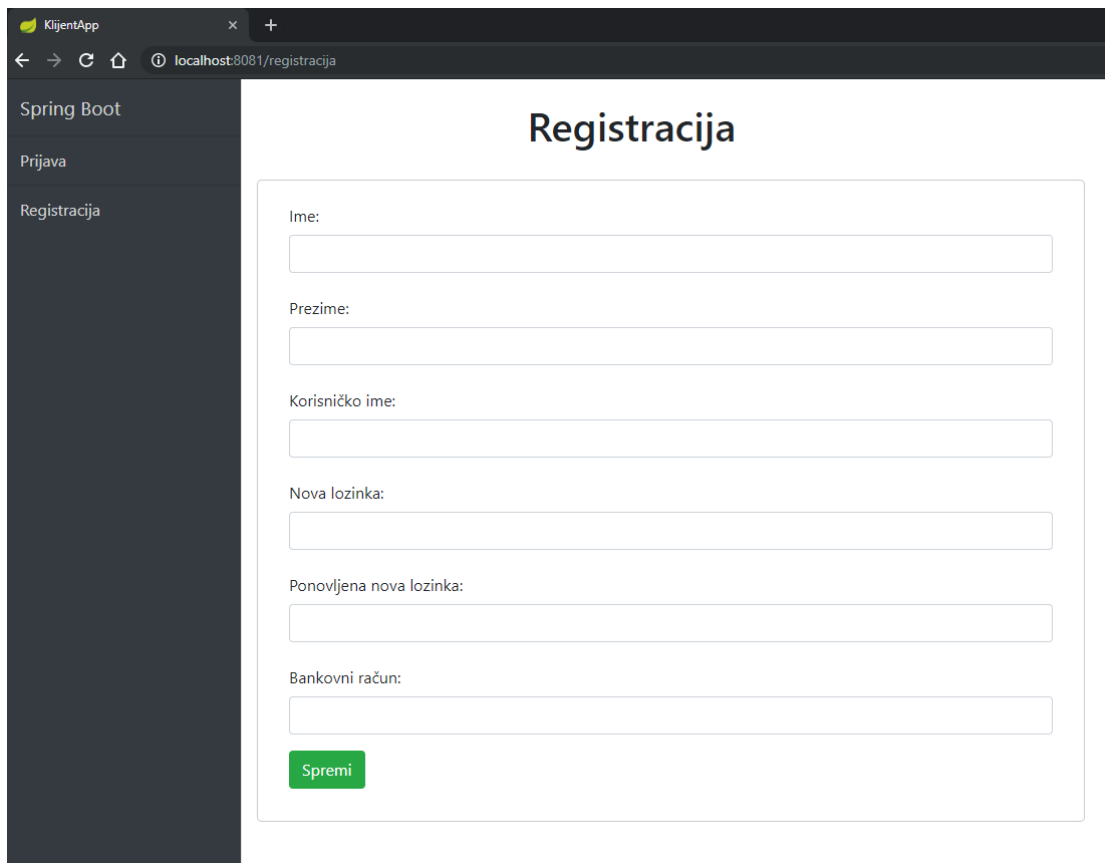 KlijentApp
localhost:8081/registracija
Spring Boot
Prijava
Registracija
Registracija
Ime:
Prezime:
Korisničko ime:
Nova lozinka:
Ponovljena nova lozinka:
Bankovni račun:
Spremi